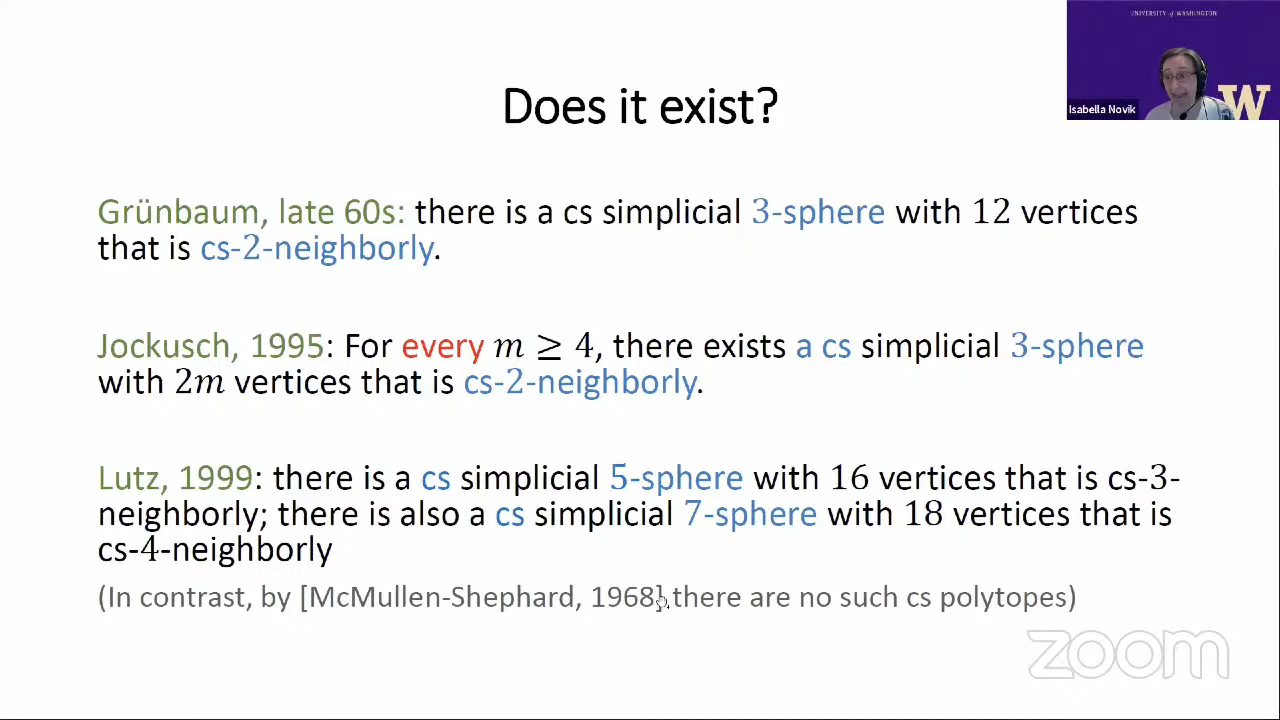 UNIVERSITY of WASHINGTON
Isabella Novik
W
Does it exist?
Grünbaum, late 60s: there is a cs simplicial 3-sphere with 12 vertices
that is cs-2-neighborly.
Jockusch, 1995: For every m ≥ 4, there exists a cs simplicial 3-sphere
with 2m vertices that is cs-2-neighborly.
Lutz, 1999: there is a cs simplicial 5-sphere with 16 vertices that is cs-3-
neighborly; there is also a cs simplicial 7-sphere with 18 vertices that is
cs-4-neighborly
(In contrast, by [McMullen-Shephard, 1968] there are no such cs polytopes)
zoom